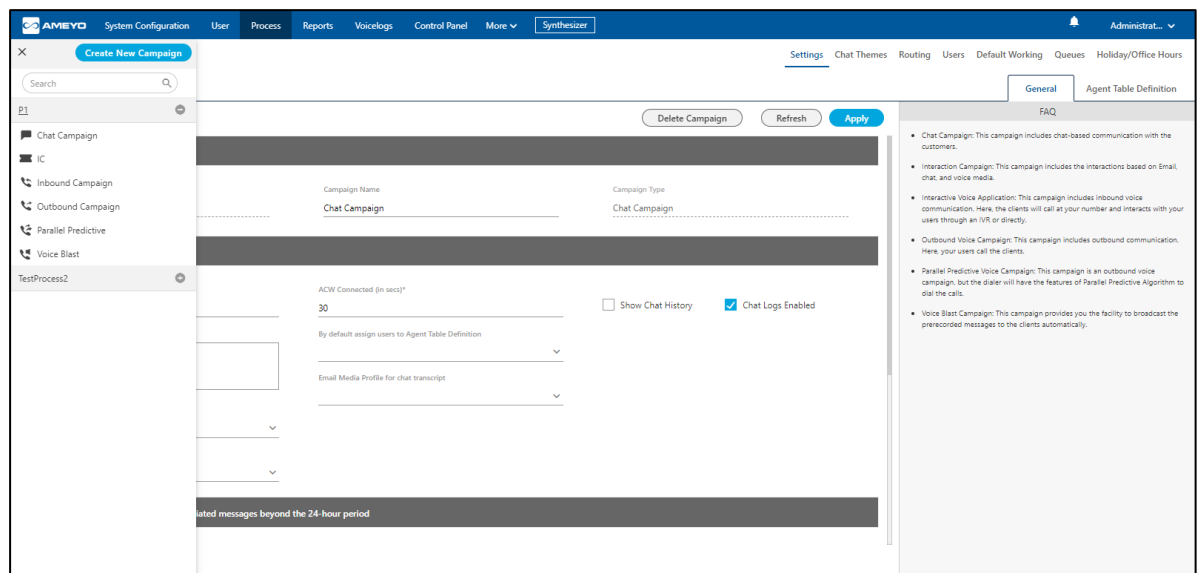 AMEYO System Configuration User Process Reports Voicelogs Control Panel More Synthesizer Administrat...
Create New Campaign
Search
P1
Chat Campaign
IC
Inbound Campaign
Outbound Campaign
Parallel Predictive
Voice Blast
TestProcess2
Settings Chat Themes Routing Users Default Working Queues Holiday/Office Hours
General Agent Table Definition
Delete Campaign Refresh Apply
Campaign Name
Chat Campaign
Campaign Type
Chat Campaign
ACW Connected (in secs)*
30
Show Chat History Chat Logs Enabled
By default assign users to Agent Table Definition
Email Media Profile for chat transcript
iated messages beyond the 24-hour period
FAQ
• Chat Campaign: This campaign includes chat-based communication with the
customers.
• Interaction Campaign: This campaign includes the interactions based on Email,
chat, and voice media.
• Interactive Voice Application: This campaign includes inbound voice
communication. Here, the clients will call at your number and interacts with your
users through an IVR or directly.
• Outbound Voice Campaign: This campaign includes outbound communication.
Here, your users call the clients.
• Parallel Predictive Voice Campaign: This campaign is an outbound voice
campaign, but the dialer will have the features of Parallel Predictive Algorithm to
dial the calls.
• Voice Blast Campaign: This campaign provides you the facility to broadcast the
prerecorded messages to the clients automatically.